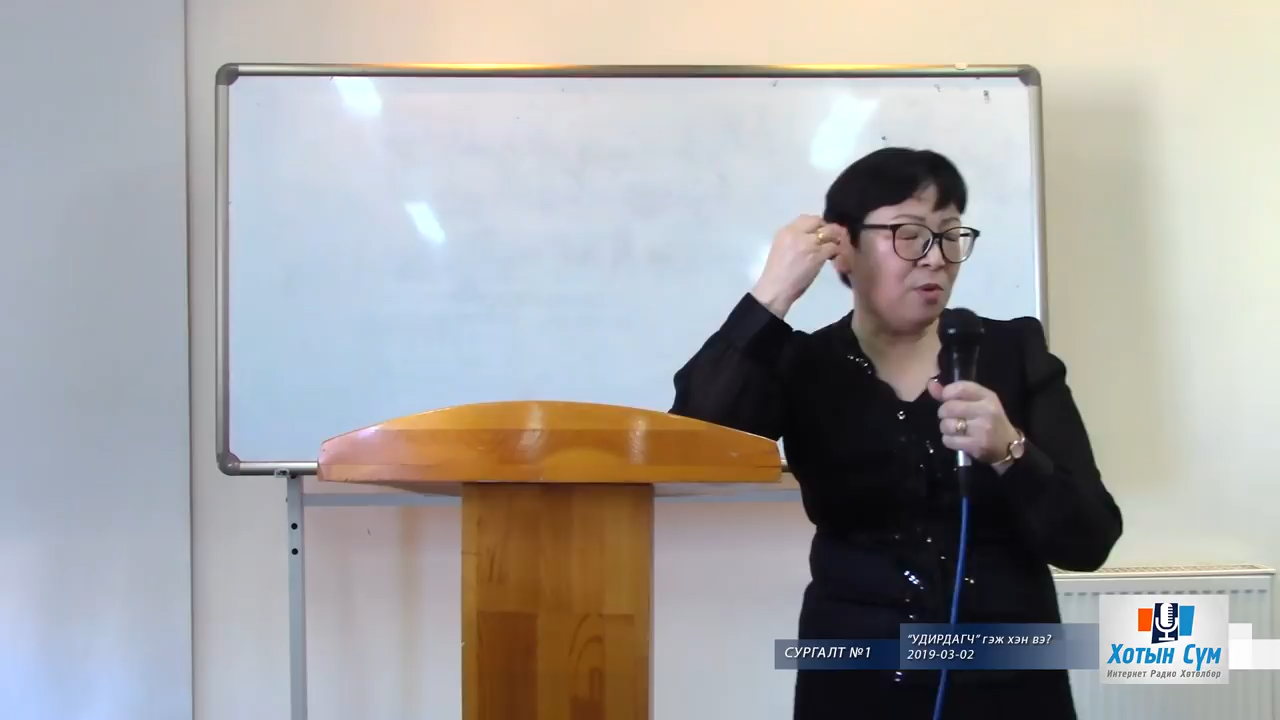 СУРГАЛТ №1
"УДИРДАГЧ" гэж хэн вэ?
2019-03-02
Хотын Сүм
Интернет Радио Хөтөлбөр